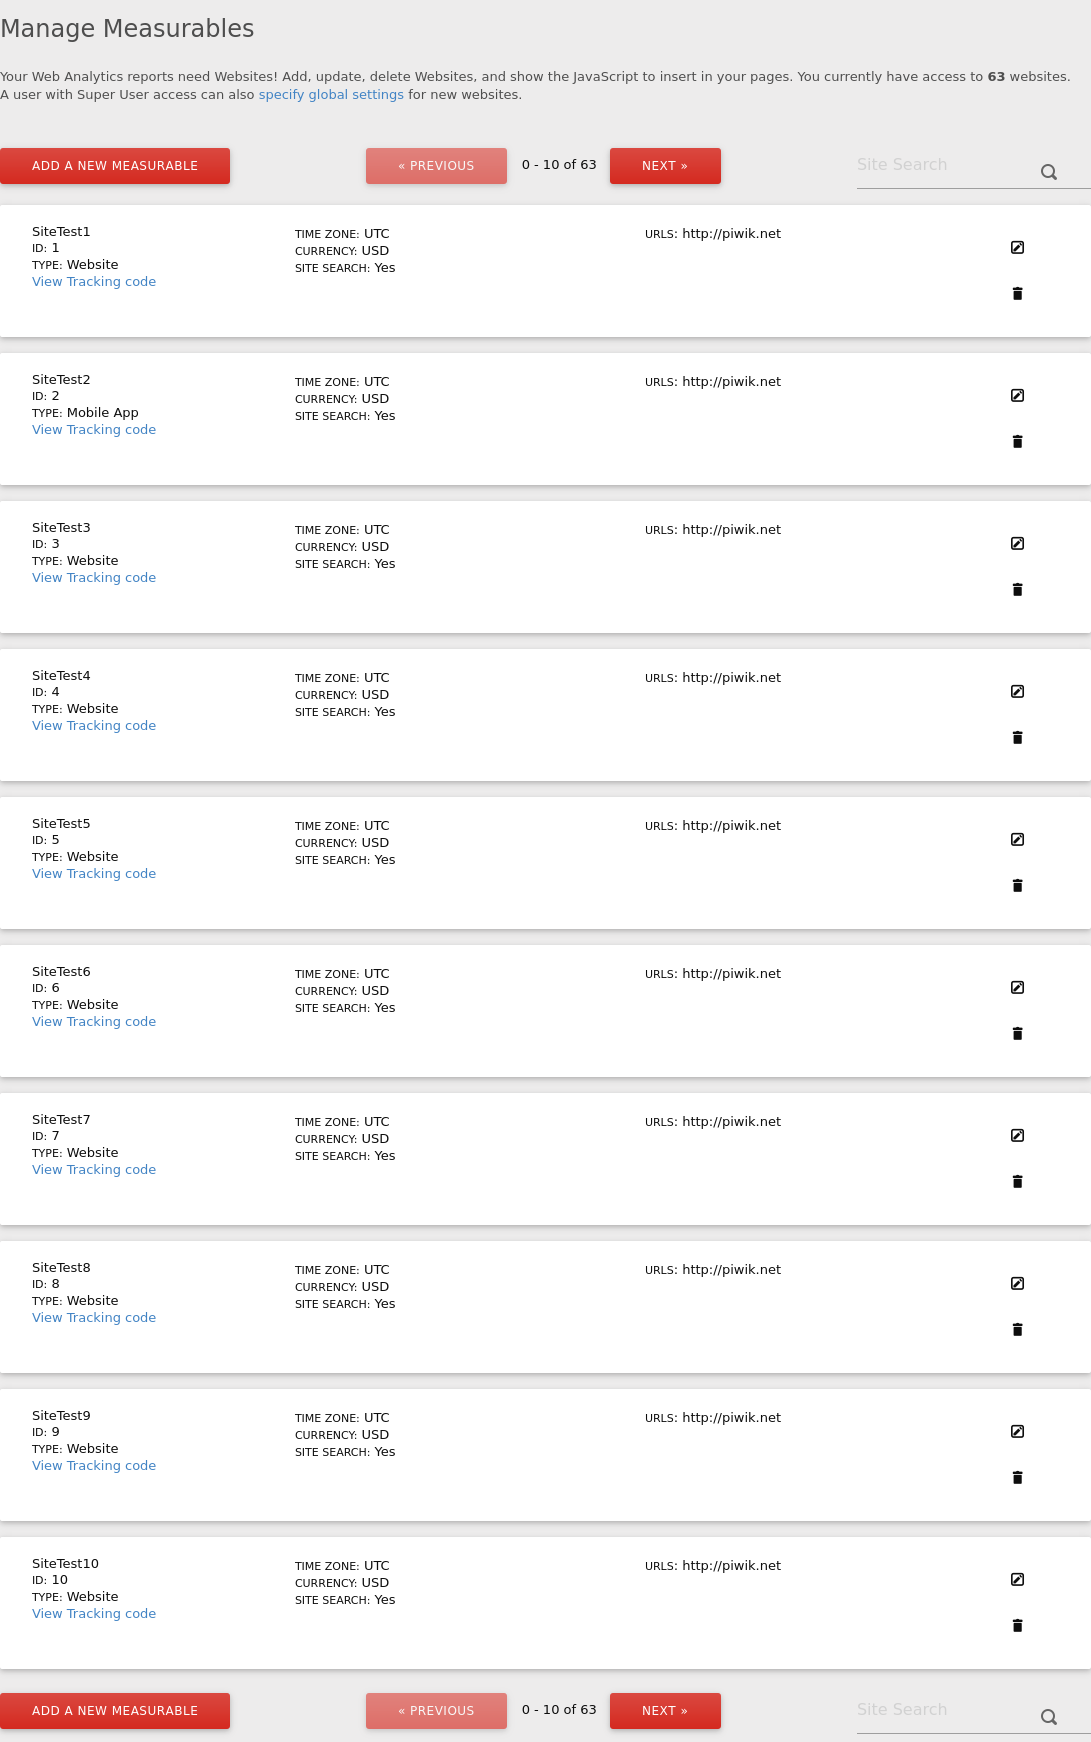 Manage Measurables
Your Web Analytics reports need Websites! Add, update, delete Websites, and show the JavaScript to insert in your pages. You currently have access to 63 websites.
A user with Super User access can also specify global settings for new websites.
ADD A NEW MEASURABLE « PREVIOUS 0 - 10 of 63 NEXT » Site Search
SiteTest1
ID: 1
TYPE: Website
View Tracking code
TIME ZONE: UTC
CURRENCY: USD
SITE SEARCH: Yes
URLS: http://piwik.net
SiteTest2
ID: 2
TYPE: Mobile App
View Tracking code
TIME ZONE: UTC
CURRENCY: USD
SITE SEARCH: Yes
URLS: http://piwik.net
SiteTest3
ID: 3
TYPE: Website
View Tracking code
TIME ZONE: UTC
CURRENCY: USD
SITE SEARCH: Yes
URLS: http://piwik.net
SiteTest4
ID: 4
TYPE: Website
View Tracking code
TIME ZONE: UTC
CURRENCY: USD
SITE SEARCH: Yes
URLS: http://piwik.net
SiteTest5
ID: 5
TYPE: Website
View Tracking code
TIME ZONE: UTC
CURRENCY: USD
SITE SEARCH: Yes
URLS: http://piwik.net
SiteTest6
ID: 6
TYPE: Website
View Tracking code
TIME ZONE: UTC
CURRENCY: USD
SITE SEARCH: Yes
URLS: http://piwik.net
SiteTest7
ID: 7
TYPE: Website
View Tracking code
TIME ZONE: UTC
CURRENCY: USD
SITE SEARCH: Yes
URLS: http://piwik.net
SiteTest8
ID: 8
TYPE: Website
View Tracking code
TIME ZONE: UTC
CURRENCY: USD
SITE SEARCH: Yes
URLS: http://piwik.net
SiteTest9
ID: 9
TYPE: Website
View Tracking code
TIME ZONE: UTC
CURRENCY: USD
SITE SEARCH: Yes
URLS: http://piwik.net
SiteTest10
ID: 10
TYPE: Website
View Tracking code
TIME ZONE: UTC
CURRENCY: USD
SITE SEARCH: Yes
URLS: http://piwik.net
ADD A NEW MEASURABLE « PREVIOUS 0 - 10 of 63 NEXT » Site Search